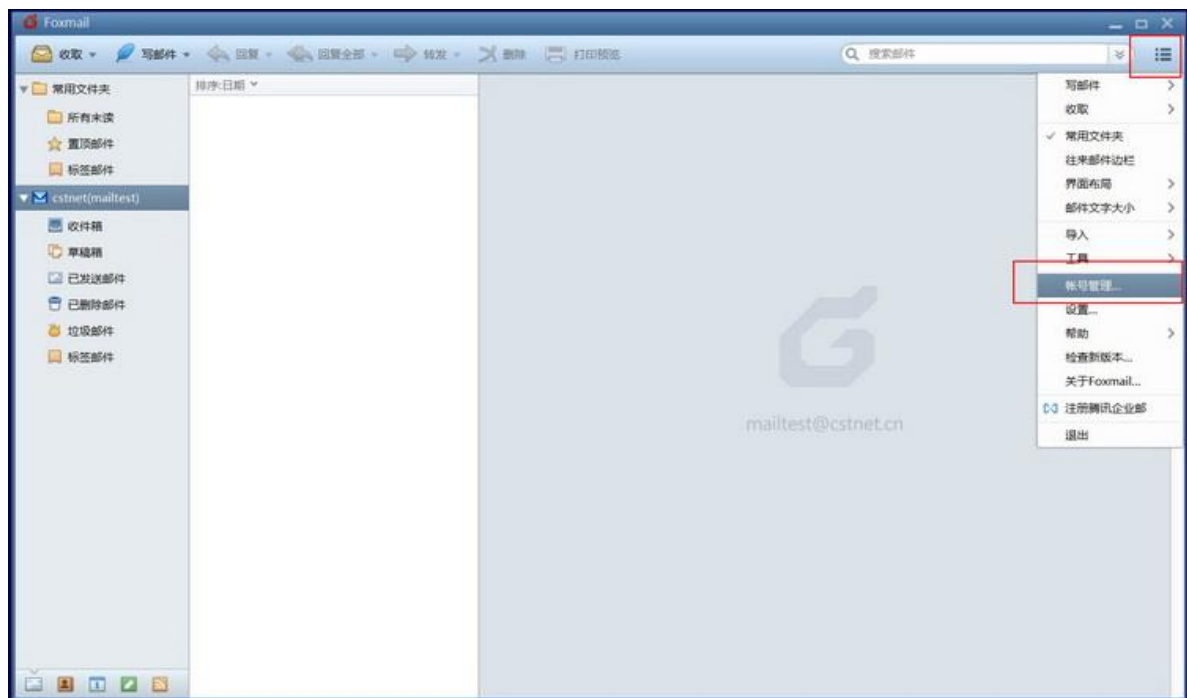 Foxmail
收取 写邮件 回复 回复全部 转发 删除 打印预览 搜索邮件
常用文件夹
所有未读
置顶邮件
标签邮件
cstnet(mailtest)
收件箱
草稿箱
已发送邮件
已删除邮件
垃圾邮件
标签邮件
排序:日期
mailtest@cstnet.cn
写邮件
收取
常用文件夹
往来邮件边栏
界面布局
邮件文字大小
导入
工具
帐号管理...
设置...
帮助
检查新版本...
关于Foxmail...
注册腾讯企业邮
退出